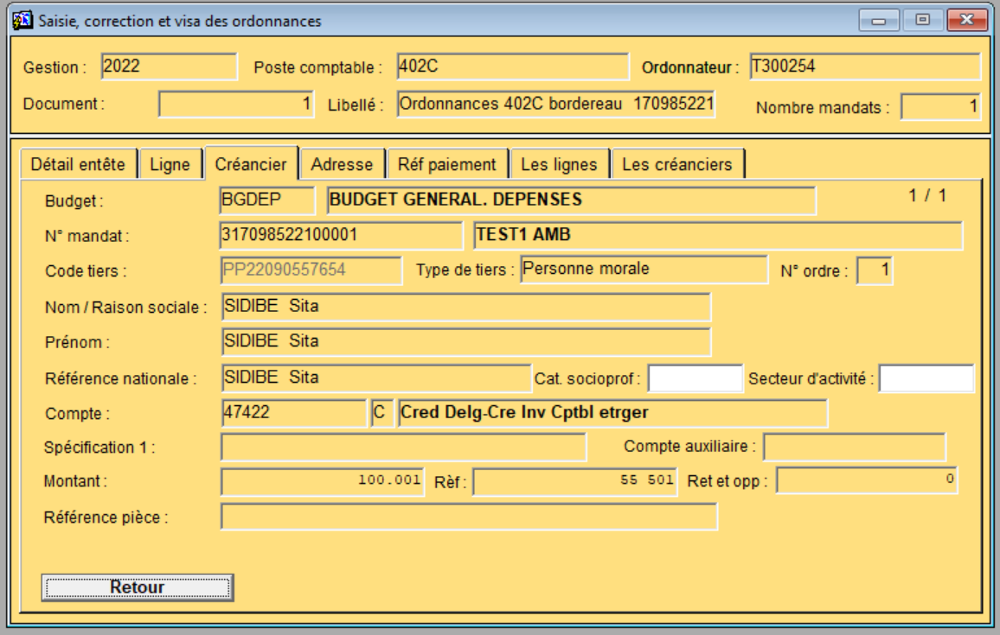 Saisie, correction et visa des ordonnances
Gestion : 2022 Poste comptable : 402C Ordonnateur : T300254
Document : 1 Libellé : Ordonnances 402C bordereau 170985221 Nombre mandats : 1
Détail entête Ligne Créancier Adresse Réf paiement Les lignes Les créanciers
Budget : BGDEP BUDGET GENERAL. DEPENSES 1 / 1
N° mandat : 317098522100001 TEST1 AMB
Code tiers : PP22090557654 Type de tiers : Personne morale N° ordre : 1
Nom / Raison sociale : SIDIBE Sita
Prénom : SIDIBE Sita
Référence nationale : SIDIBE Sita Cat. socioprof : Secteur d'activité :
Compte : 47422 C Cred Delg-Cre Inv Cptbl etrger
Spécification 1 : Compte auxiliaire :
Montant : 100.001 Rèf : 55 501 Ret et opp : 0
Référence pièce :
Retour